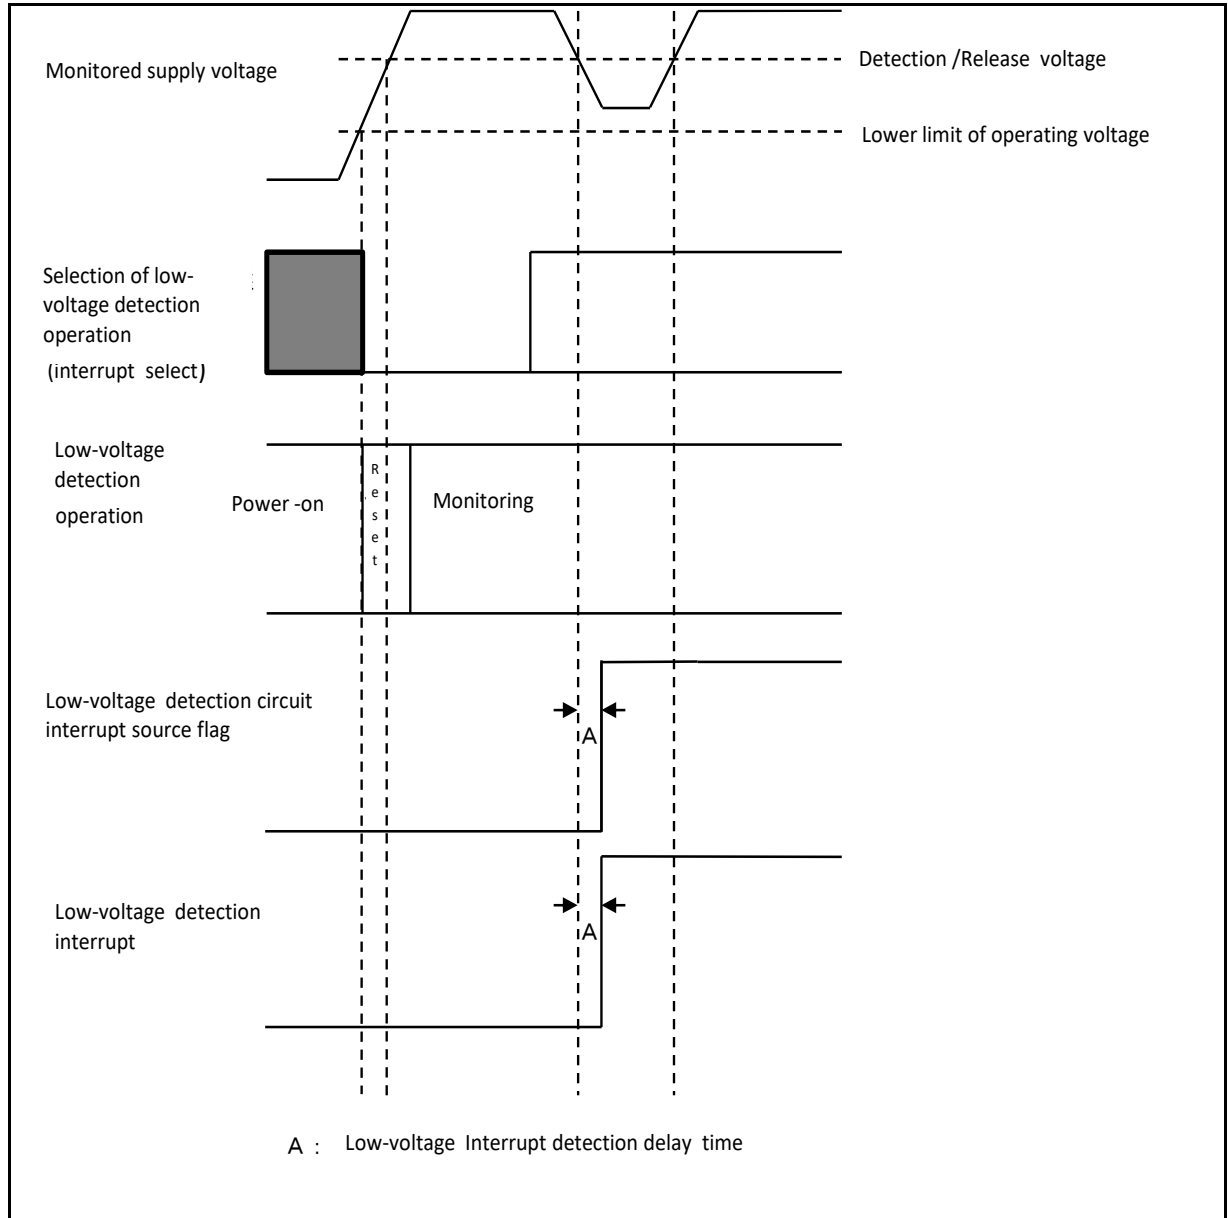 Monitored supply voltage
Detection /Release voltage
Lower limit of operating voltage
Selection of low-
voltage detection
operation
(interrupt select)
Low-voltage
detection
operation
Power -on
Reset
Monitoring
Low-voltage detection circuit
interrupt source flag
A
Low-voltage detection
interrupt
A
A : Low-voltage Interrupt detection delay time